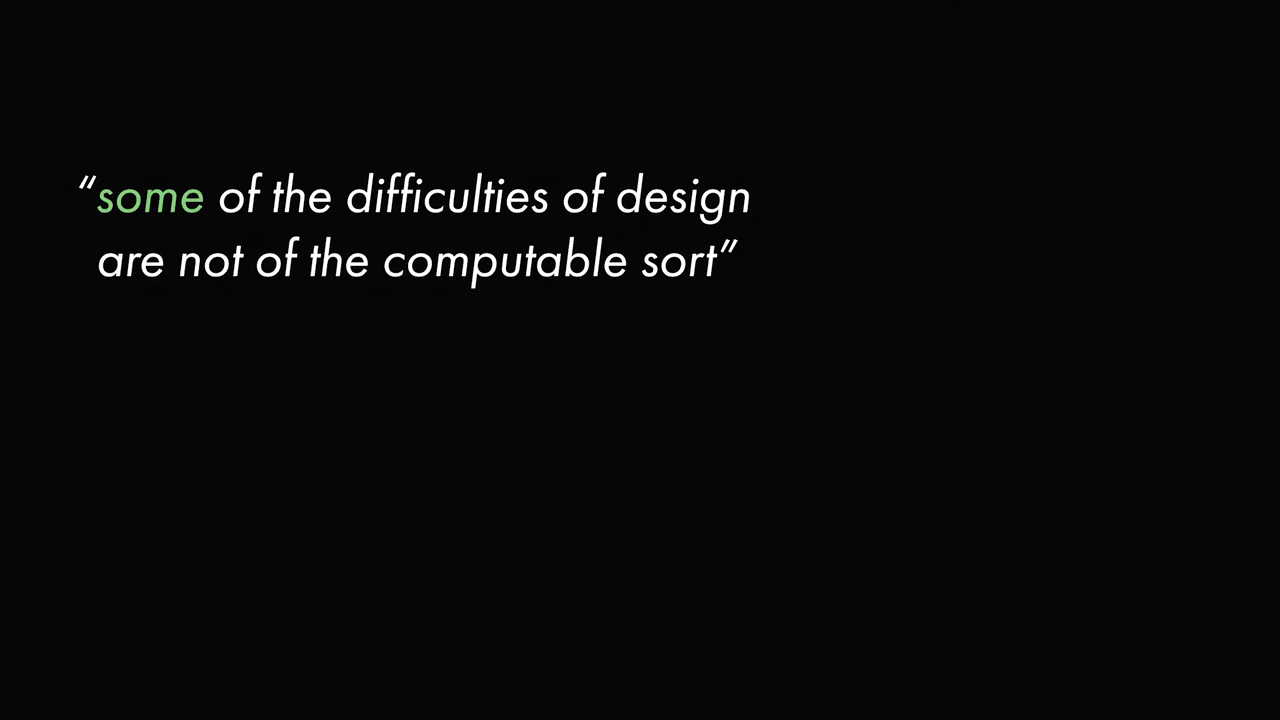 “some of the difficulties of design
are not of the computable sort”